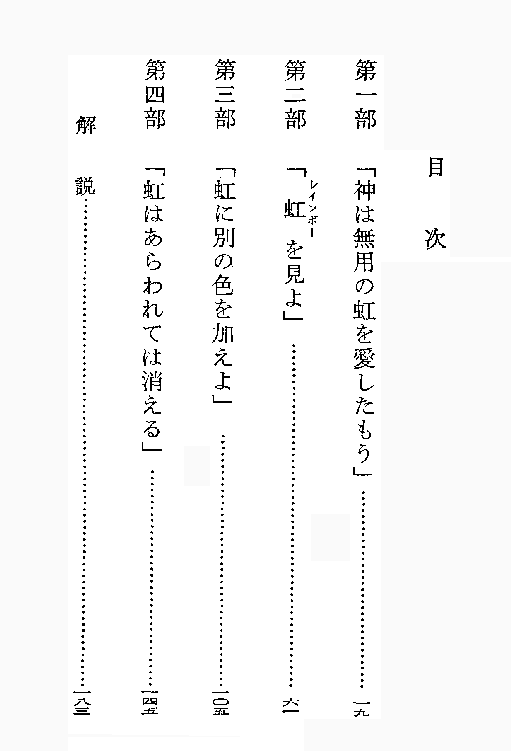 目次
第一部 「神は無用の虹を愛したもう」……………一九
第二部 「虹を見よ」……………六一
レインボー
第三部 「虹に別の色を加えよ」……………一〇五
第四部 「虹はあらわれては消える」……………一四五
解説……………一八三